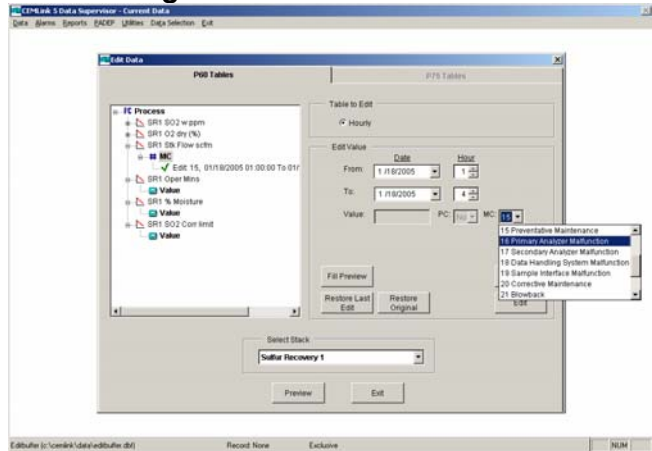 CEMLink 5 Data Supervisor - Current Data
Data Alarms Reports PADEP Utilities Data Selection Exit
Edit Data
P60 Tables
P75 Tables
Process
SR1 SO2 w ppm
SR1 O2 dry (%)
SR1 Stk Flow scfm
MC
Edit: 15, 01/18/2005 01:00:00 To 01/
SR1 Oper Mins
Value
SR1 % Moisture
Value
SR1 SO2 Corr limit
Value
Table to Edit
Hourly
Edit Value
Date Hour
From: 1 /18/2005 1
To: 1 /18/2005 4
Value: PC: No MC: 15
15 Preventative Maintenance
16 Primary Analyzer Malfunction
17 Secondary Analyzer Malfunction
18 Data Handling System Malfunction
19 Sample Interface Malfunction
20 Corrective Maintenance
21 Blowback
Fill Preview
Restore Last Edit
Restore Original
Edit
Select Stack
Sulfur Recovery 1
Preview Exit
Editbuffer (c:\cemlink\data\editbuffer.dbf) Record: None Exclusive NUM